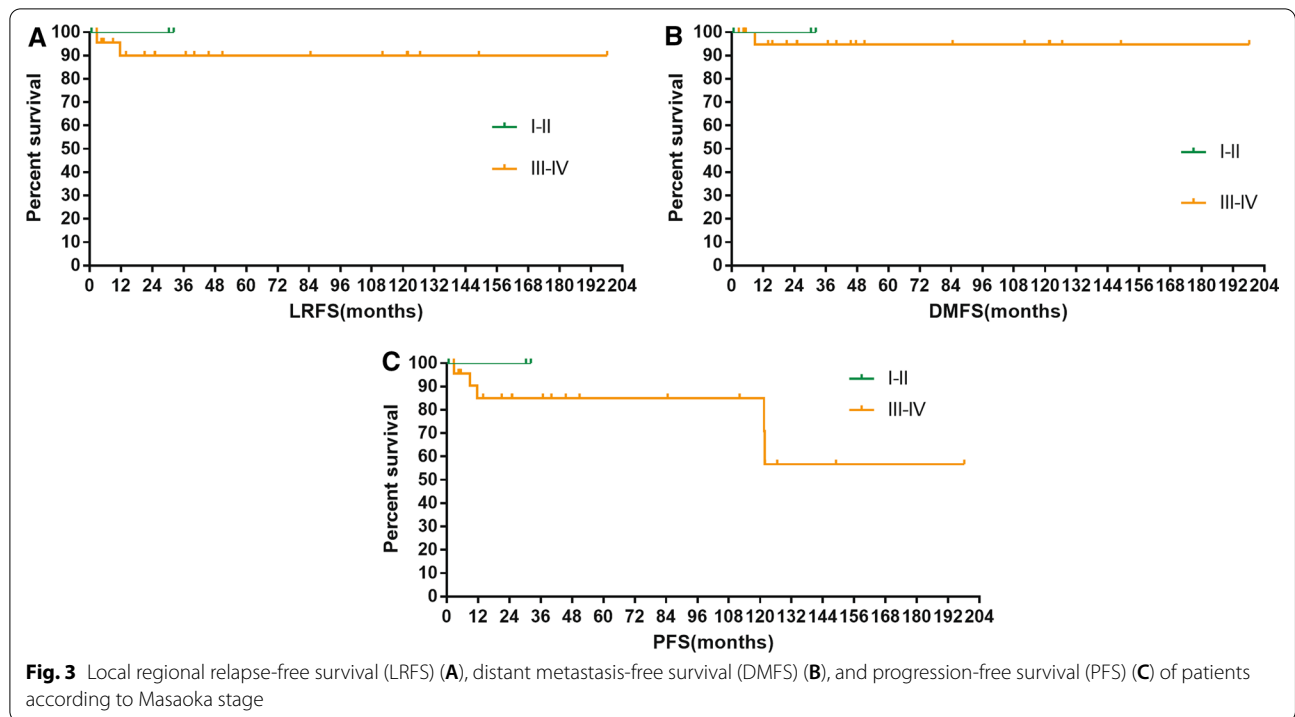 A
Percent survival
100
90
80
70
60
50
40
30
20
10
0
I-II
III-IV
0 12 24 36 48 60 72 84 96 108 120 132 144 156 168 180 192 204
LRFS(months)
B
Percent survival
100
90
80
70
60
50
40
30
20
10
0
I-II
III-IV
0 12 24 36 48 60 72 84 96 108 120 132 144 156 168 180 192 204
DMFS(months)
C
Percent survival
100
90
80
70
60
50
40
30
20
10
0
I-II
III-IV
0 12 24 36 48 60 72 84 96 108 120 132 144 156 168 180 192 204
PFS(months)
Fig. 3 Local regional relapse-free survival (LRFS) (A), distant metastasis-free survival (DMFS) (B), and progression-free survival (PFS) (C) of patients
according to Masaoka stage